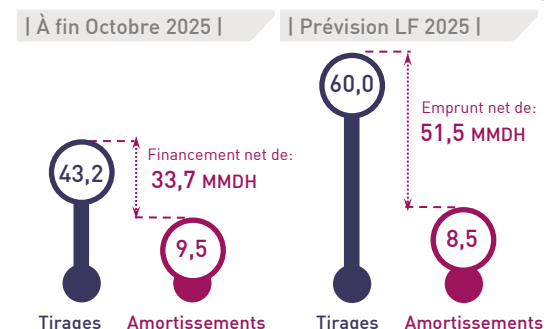 | À fin Octobre 2025 |
| Prévision LF 2025 |
60,0
Emprunt net de:
51,5 MMDH
43,2
Financement net de:
33,7 MMDH
9,5
8,5
Tirages
Amortissements
Tirages
Amortissements